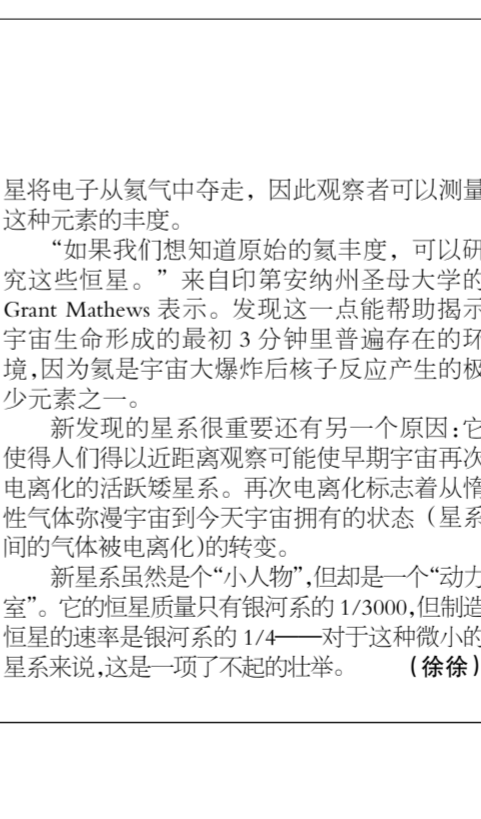 星将电子从氦气中夺走，因此观察者可以测量
这种元素的丰度。
“如果我们想知道原始的氦丰度，可以研
究这些恒星。”来自印第安纳州圣母大学的
Grant Mathews 表示。发现这一点能帮助揭示
宇宙生命形成的最初 3 分钟里普遍存在的环
境,因为氦是宇宙大爆炸后核子反应产生的极
少元素之一。
新发现的星系很重要还有另一个原因:它
使得人们得以近距离观察可能使早期宇宙再次
电离化的活跃矮星系。再次电离化标志着从惰
性气体弥漫宇宙到今天宇宙拥有的状态（星系
间的气体被电离化)的转变。
新星系虽然是个“小人物”,但却是一个“动力
室”。它的恒星质量只有银河系的 1/3000,但制造
恒星的速率是银河系的 1/4——对于这种微小的
星系来说,这是一项了不起的壮举。 (徐徐)